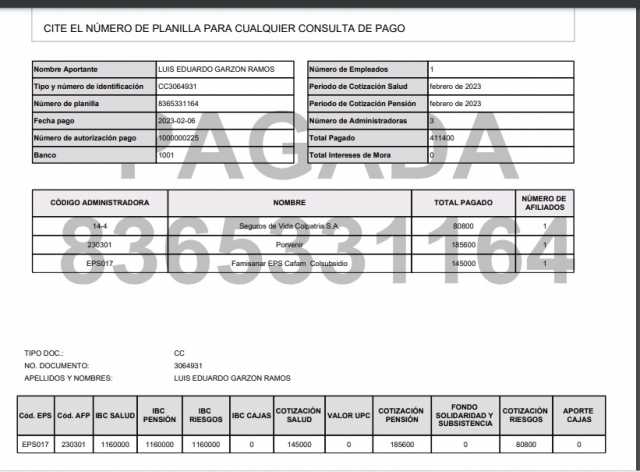 CITE EL NÚMERO DE PLANILLA PARA CUALQUIER CONSULTA DE PAGO
Nombre Aportante LUIS EDUARDO GARZON RAMOS
Tipo y número de identificación CC3064931
Número de planilla 8365331164
Fecha pago 2023-02-06
Número de autorización pago 1000000225
Banco 1001
Número de Empleados 1
Periodo de Cotización Salud febrero de 2023
Periodo de Cotización Pensión febrero de 2023
Número de Administradoras 3
Total Pagado 411400
Total Intereses de Mora 0
PAGADA
CÓDIGO ADMINISTRADORA NOMBRE TOTAL PAGADO NÚMERO DE AFILIADOS
14-4 Seguros de Vida Colpatria S.A. 80800 1
230301 Porvenir 185600 1
EPS017 Famisanar EPS Cafam Colsubsidio 145000 1
8365331164
TIPO DOC.: CC
NO. DOCUMENTO: 3064931
APELLIDOS Y NOMBRES: LUIS EDUARDO GARZON RAMOS
Cód. EPS Cód. AFP IBC SALUD IBC PENSIÓN IBC RIESGOS IBC CAJAS COTIZACIÓN SALUD VALOR UPC COTIZACIÓN PENSIÓN FONDO SOLIDARIDAD Y SUBSISTENCIA COTIZACIÓN RIESGOS APORTE CAJAS
EPS017 230301 1160000 1160000 1160000 0 145000 0 185600 0 80800 0